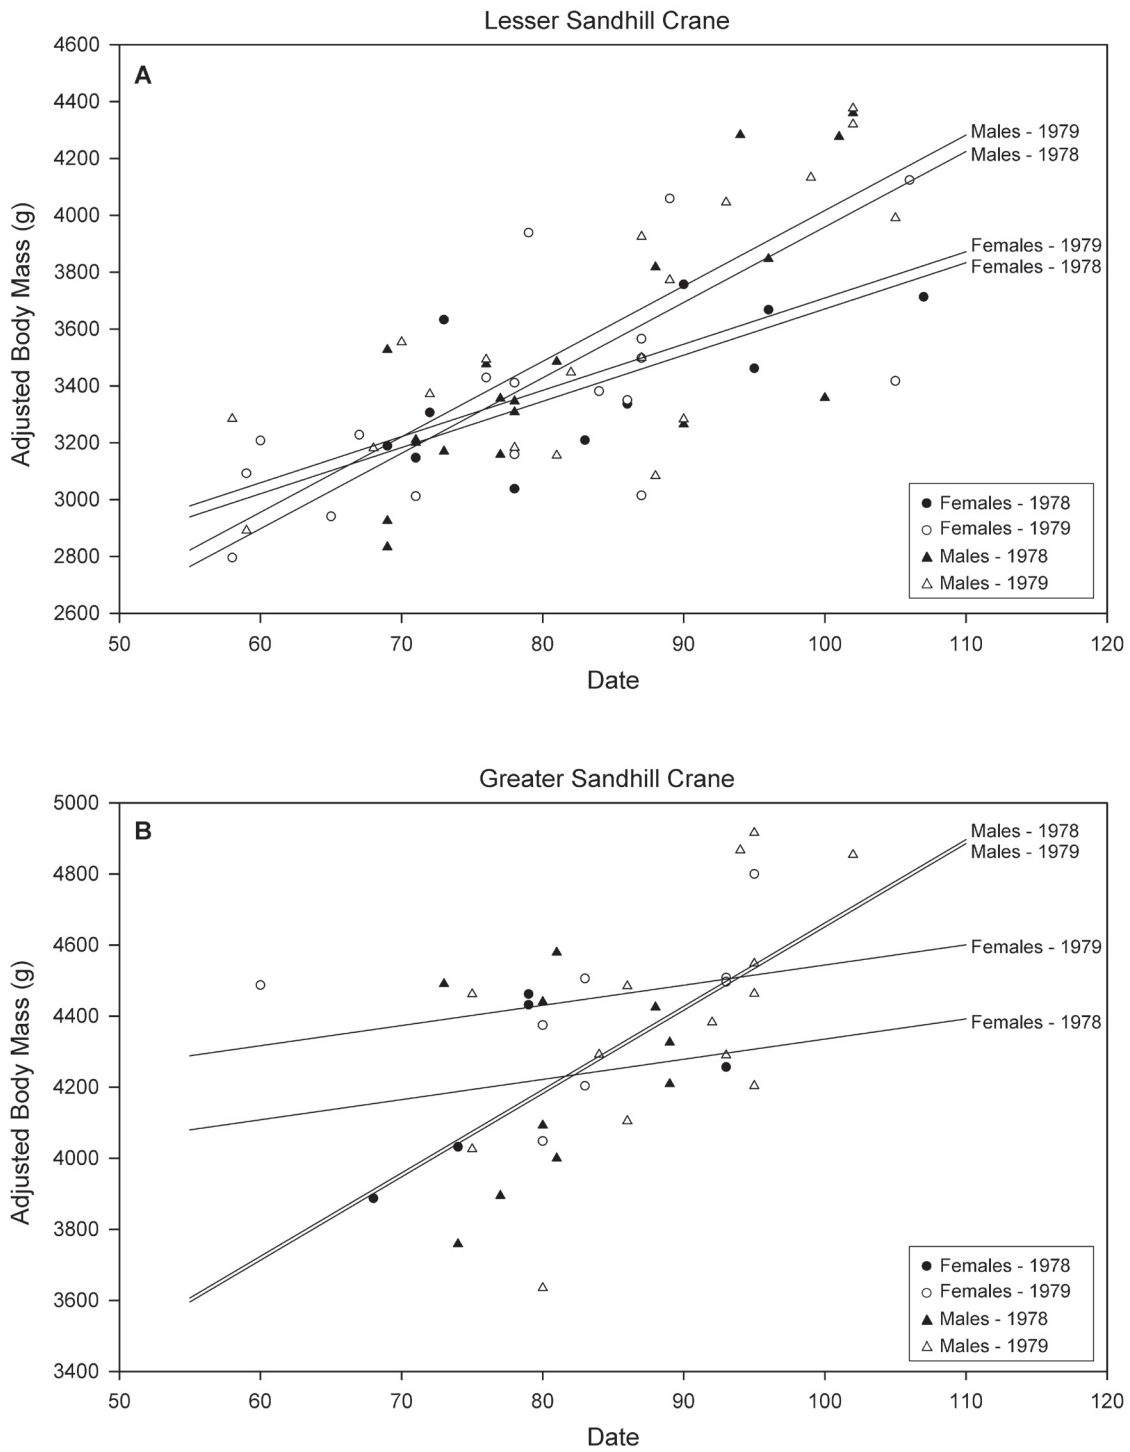 Lesser Sandhill Crane
A
Adjusted Body Mass (g)
4600
4400
4200
4000
3800
3600
3400
3200
3000
2800
2600
Males - 1979
Males - 1978
Females - 1979
Females - 1978
Females - 1978
Females - 1979
Males - 1978
Males - 1979
50 60 70 80 90 100 110 120
Date
Greater Sandhill Crane
B
Adjusted Body Mass (g)
5000
4800
4600
4400
4200
4000
3800
3600
3400
Males - 1978
Males - 1979
Females - 1979
Females - 1978
Females - 1978
Females - 1979
Males - 1978
Males - 1979
50 60 70 80 90 100 110 120
Date